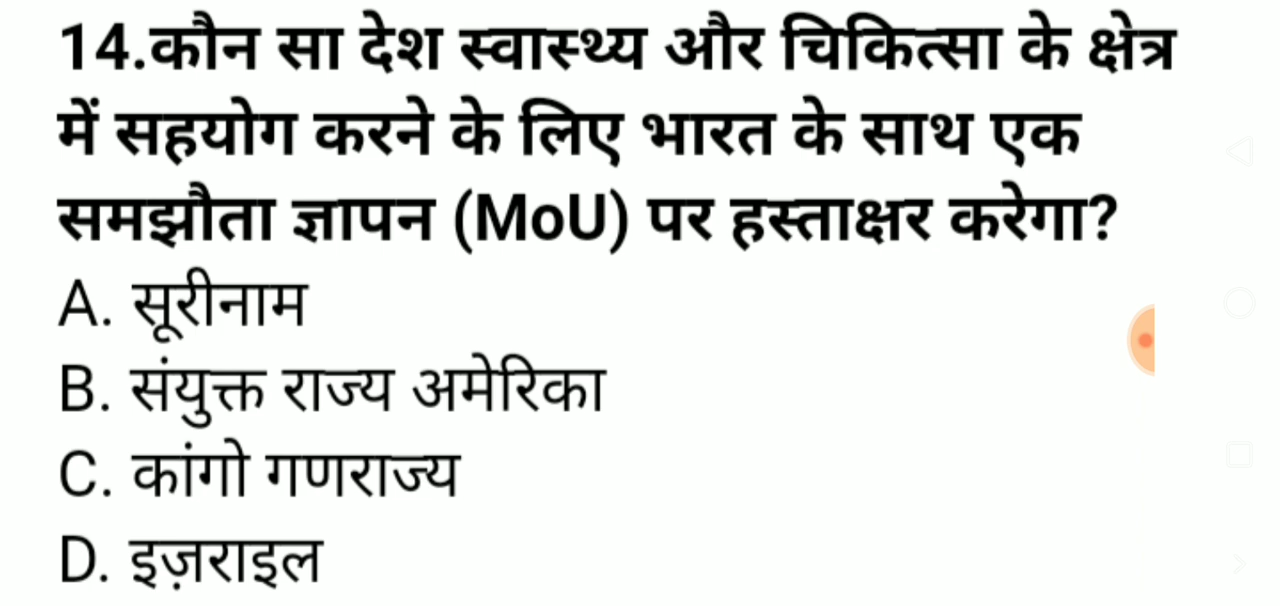 14.कौन सा देश स्वास्थ्य और चिकित्सा के क्षेत्र
में सहयोग करने के लिए भारत के साथ एक
समझौता ज्ञापन (MoU) पर हस्ताक्षर करेगा?
A. सूरीनाम
B. संयुक्त राज्य अमेरिका
C. कांगो गणराज्य
D. इज़राइल